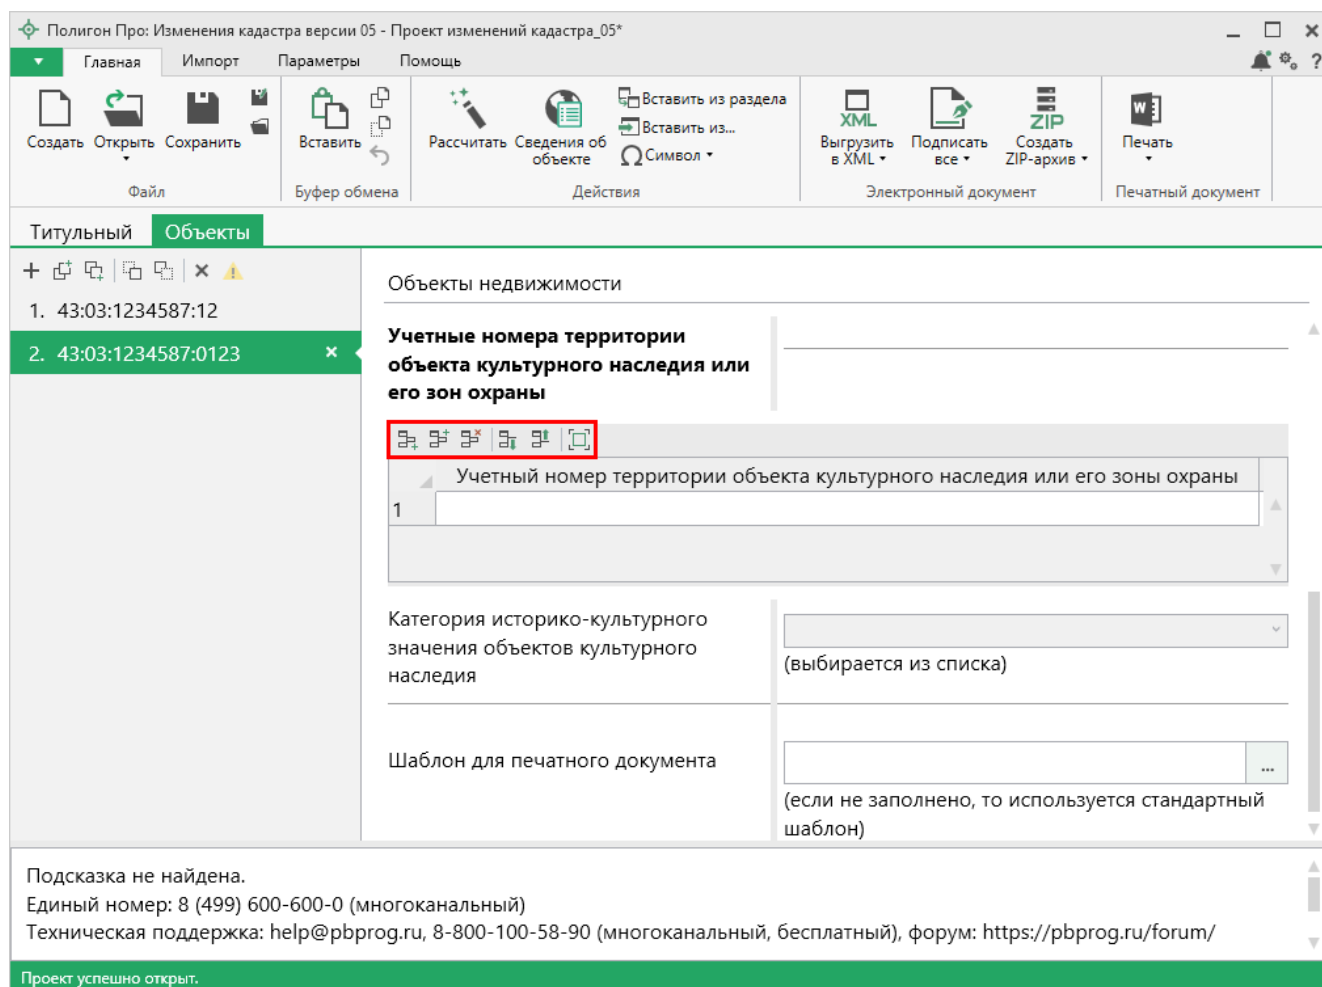 Полигон Про: Изменения кадастра версии 05 - Проект изменений кадастра_05*
Главная Импорт Параметры Помощь
?
Создать Открыть Сохранить
Файл
Вставить
Буфер обмена
Рассчитать Сведения об
объекте
Вставить из раздела
Вставить из...
Символ
Действия
XML
Выгрузить
в XML
Подписать
все
ZIP
Создать
ZIP-архив
Электронный документ
W
Печать
Печатный документ
Титульный Объекты
1. 43:03:1234587:12
2. 43:03:1234587:0123
Объекты недвижимости
Учетные номера территории
объекта культурного наследия или
его зон охраны
Учетный номер территории объекта культурного наследия или его зоны охраны
1
Категория историко-культурного
значения объектов культурного
наследия
(выбирается из списка)
Шаблон для печатного документа
...
(если не заполнено, то используется стандартный
шаблон)
Подсказка не найдена.
Единый номер: 8 (499) 600-600-0 (многоканальный)
Техническая поддержка: help@pbprog.ru, 8-800-100-58-90 (многоканальный, бесплатный), форум: https://pbprog.ru/forum/
Проект успешно открыт.